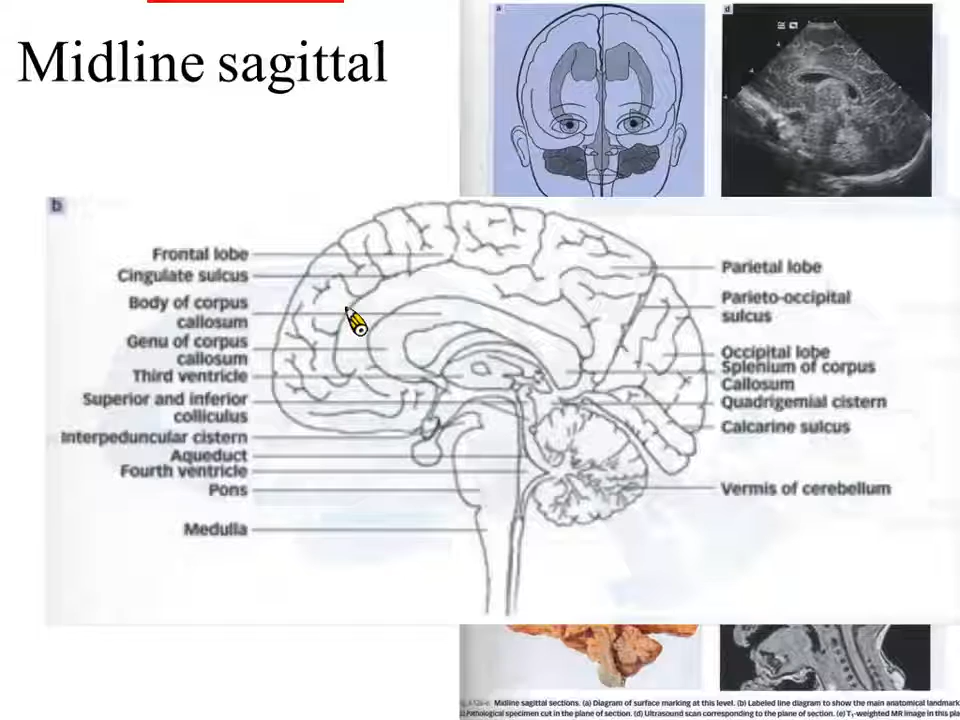 Midline sagittal
a
d
b
Frontal lobe
Cingulate sulcus
Body of corpus
callosum
Genu of corpus
callosum
Third ventricle
Superior and inferior
colliculus
Interpeduncular cistern
Aqueduct
Fourth ventricle
Pons
Medulla
Parietal lobe
Parieto-occipital
sulcus
Occipital lobe
Splenium of corpus
Callosum
Quadrigemial cistern
Calcarine sulcus
Vermis of cerebellum
Midline sagittal sections. (a) Diagram of surface marking at this level. (b) Labeled line diagram to show the main anatomical landmark
Pathological specimen cut in the plane of section. (d) Ultrasound scan corresponding to the plane of section. (e) T₁-weighted MR image in this pla